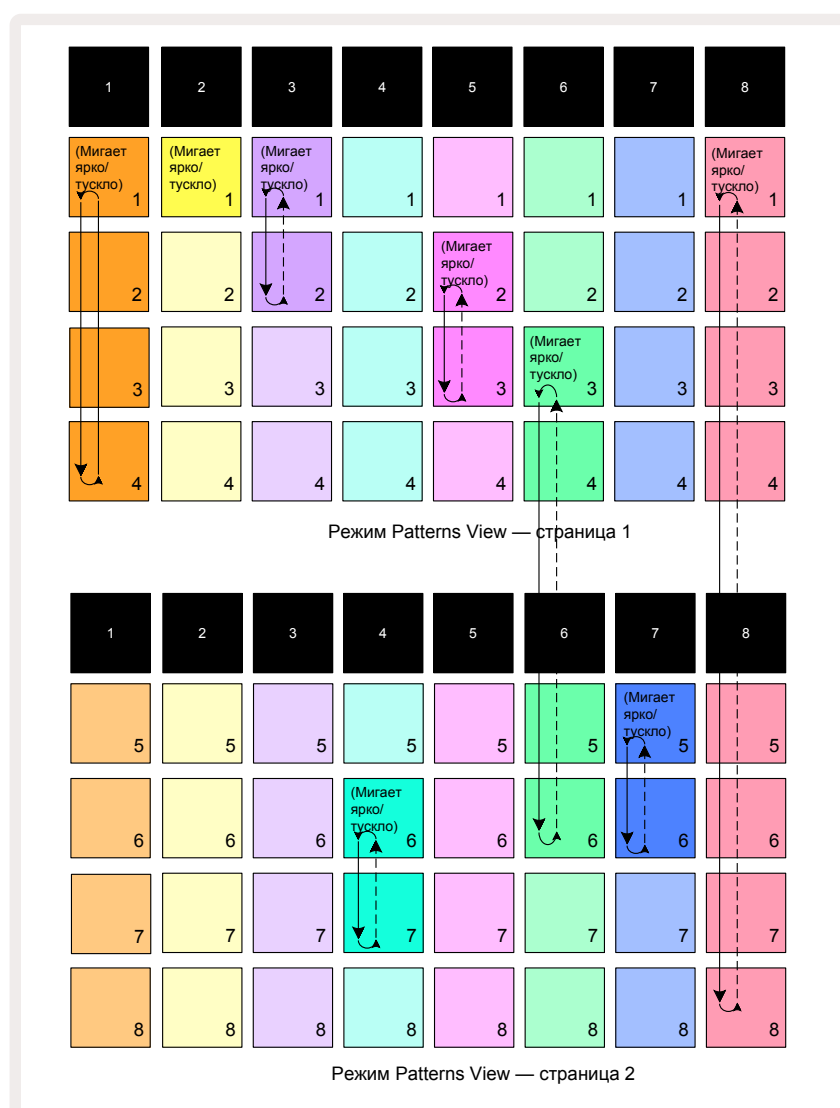 1 2 3 4 5 6 7 8
(Мигает (Мигает (Мигает (Мигает
ярко/ ярко/ ярко/ ярко/
тускло) тускло) тускло) тускло)
1 1 1 1 1 1 1 1
(Мигает
ярко/
тускло)
2 2 2 2 2 2 2 2
(Мигает
ярко/
тускло)
3 3 3 3 3 3 3 3
4 4 4 4 4 4 4 4
Режим Patterns View — страница 1
1 2 3 4 5 6 7 8
(Мигает
ярко/
тускло)
5 5 5 5 5 5 5 5
(Мигает
ярко/
тускло)
6 6 6 6 6 6 6 6
7 7 7 7 7 7 7 7
8 8 8 8 8 8 8 8
Режим Patterns View — страница 2